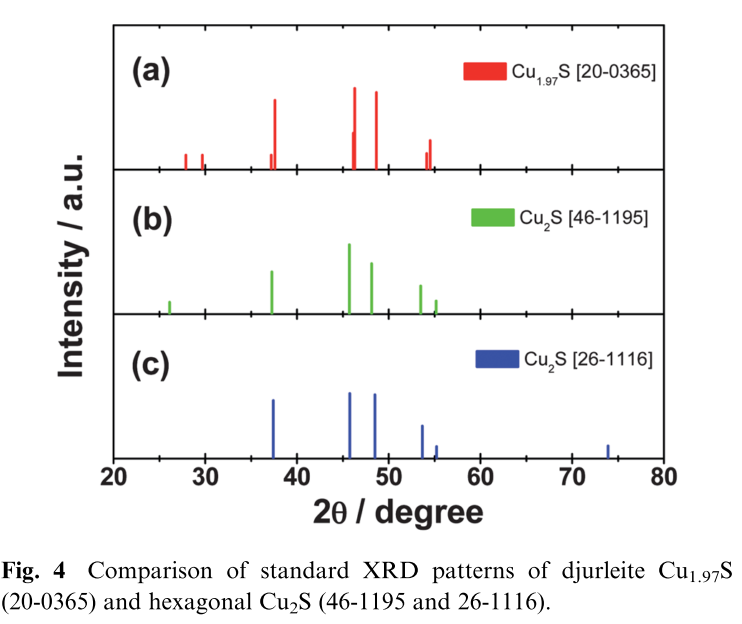 (a)
Cu1.97S [20-0365]
(b)
Cu2S [46-1195]
(c)
Cu2S [26-1116]
Intensity / a.u.
20 30 40 50 60 70 80
2θ / degree
Fig. 4 Comparison of standard XRD patterns of djurleite Cu1.97S
(20-0365) and hexagonal Cu2S (46-1195 and 26-1116).